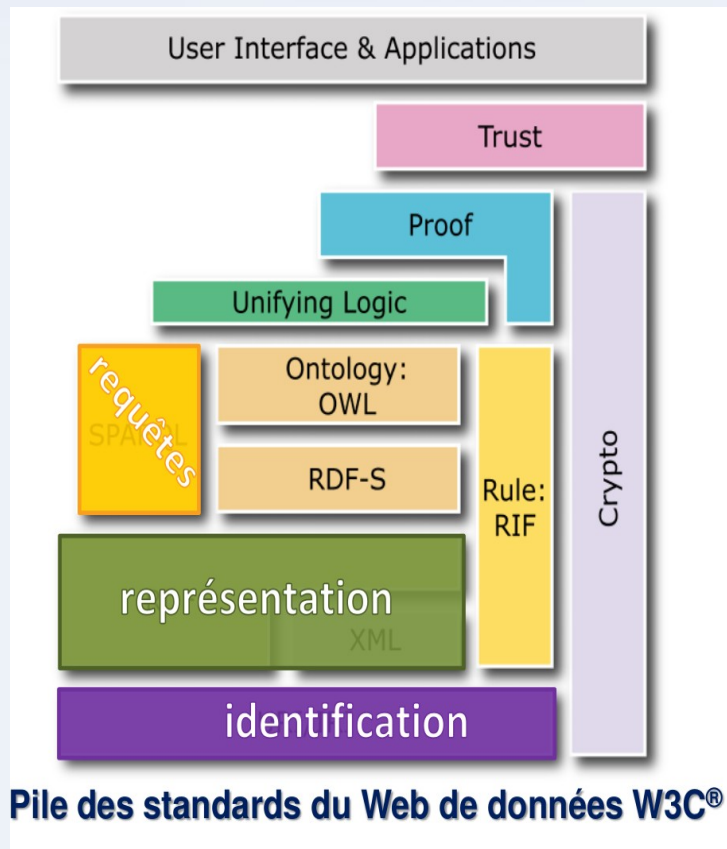 User Interface & Applications
Trust
Proof
Unifying Logic
requêtes
SPARQL
Ontology:
OWL
RDF-S
Rule:
RIF
Crypto
représentation
XML
identification
Pile des standards du Web de données W3C®